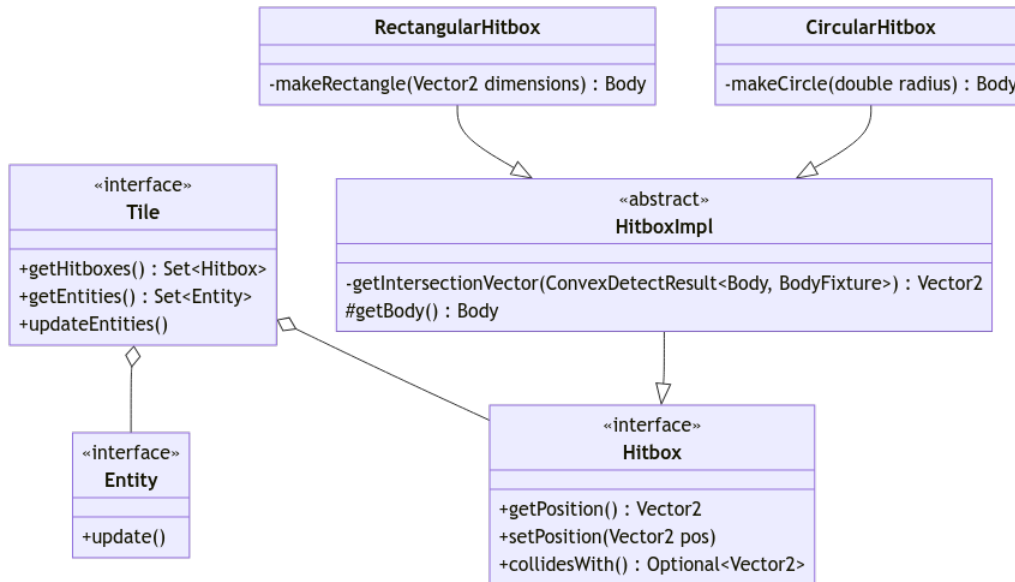 RectangularHitbox
-makeRectangle(Vector2 dimensions) : Body
CircularHitbox
-makeCircle(double radius) : Body
«interface»
Tile
+getHitboxes() : Set<Hitbox>
+getEntities() : Set<Entity>
+updateEntities()
«abstract»
HitboxImpl
-getIntersectionVector(ConvexDetectResult<Body, BodyFixture>) : Vector2
#getBody() : Body
«interface»
Entity
+update()
«interface»
Hitbox
+getPosition() : Vector2
+setPosition(Vector2 pos)
+collidesWith() : Optional<Vector2>